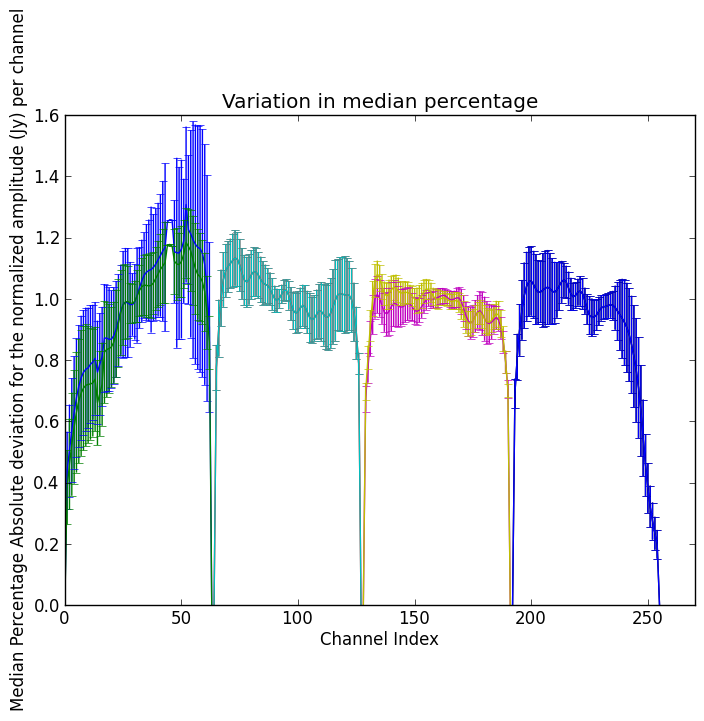 Variation in median percentage
Median Percentage Absolute deviation for the normalized amplitude (Jy) per channel
1.6
1.4
1.2
1.0
0.8
0.6
0.4
0.2
0.0
0 50 100 150 200 250
Channel Index